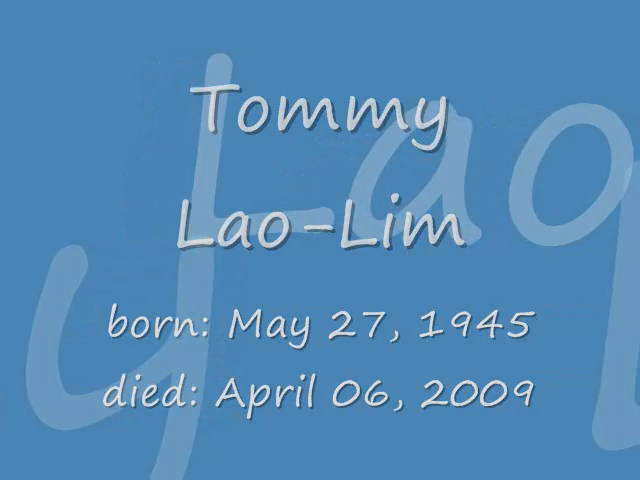 Tommy
Lao-Lim
born: May 27, 1945
died: April 06, 2009